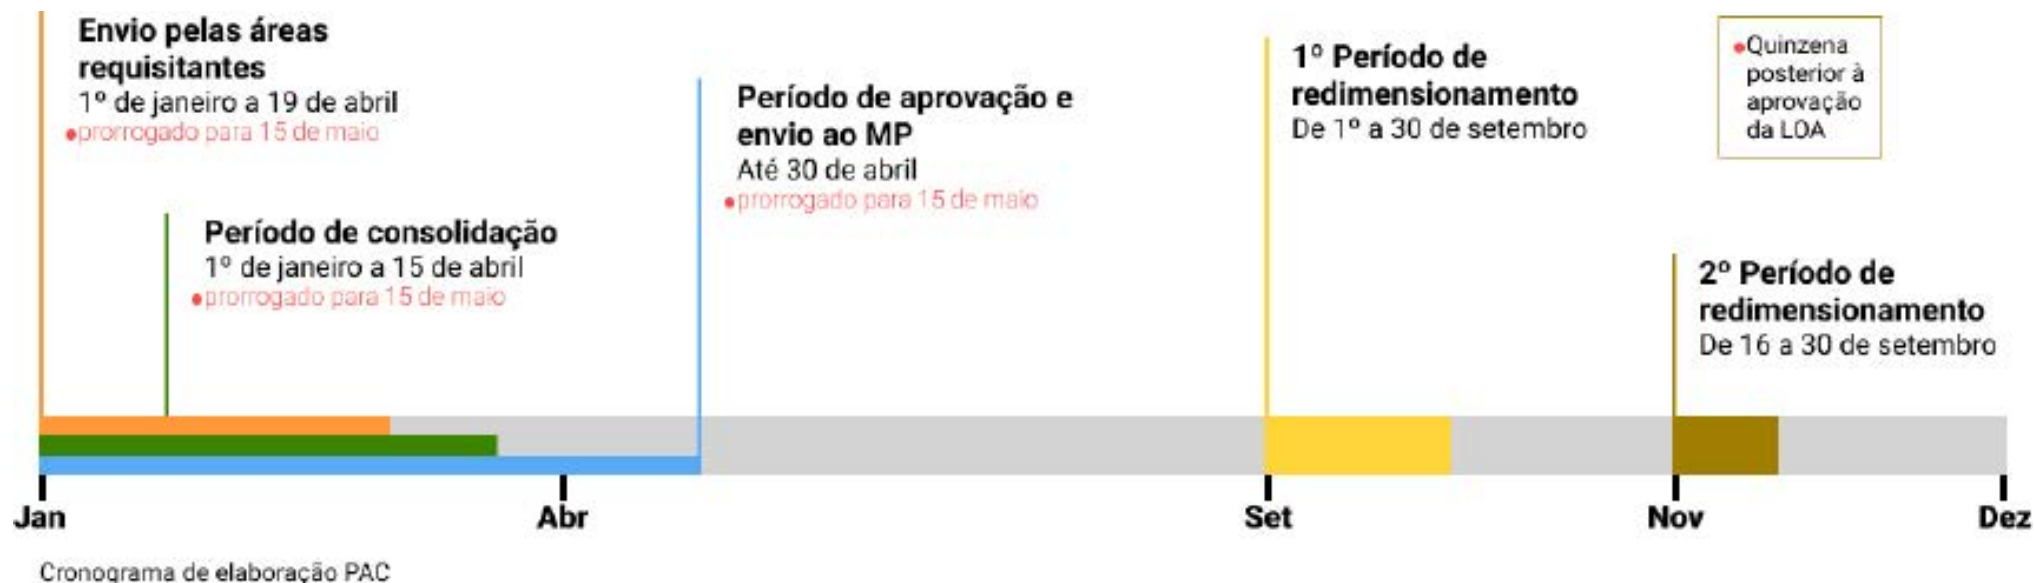 Envio pelas áreas
requisitantes
1º de janeiro a 19 de abril
•prorrogado para 15 de maio
Período de consolidação
1º de janeiro a 15 de abril
•prorrogado para 15 de maio
Período de aprovação e
envio ao MP
Até 30 de abril
•prorrogado para 15 de maio
1º Período de
redimensionamento
De 1º a 30 de setembro
•Quinzena
posterior à
aprovação
da LOA
2º Período de
redimensionamento
De 16 a 30 de setembro
Jan
Abr
Set
Nov
Dez
Cronograma de elaboração PAC